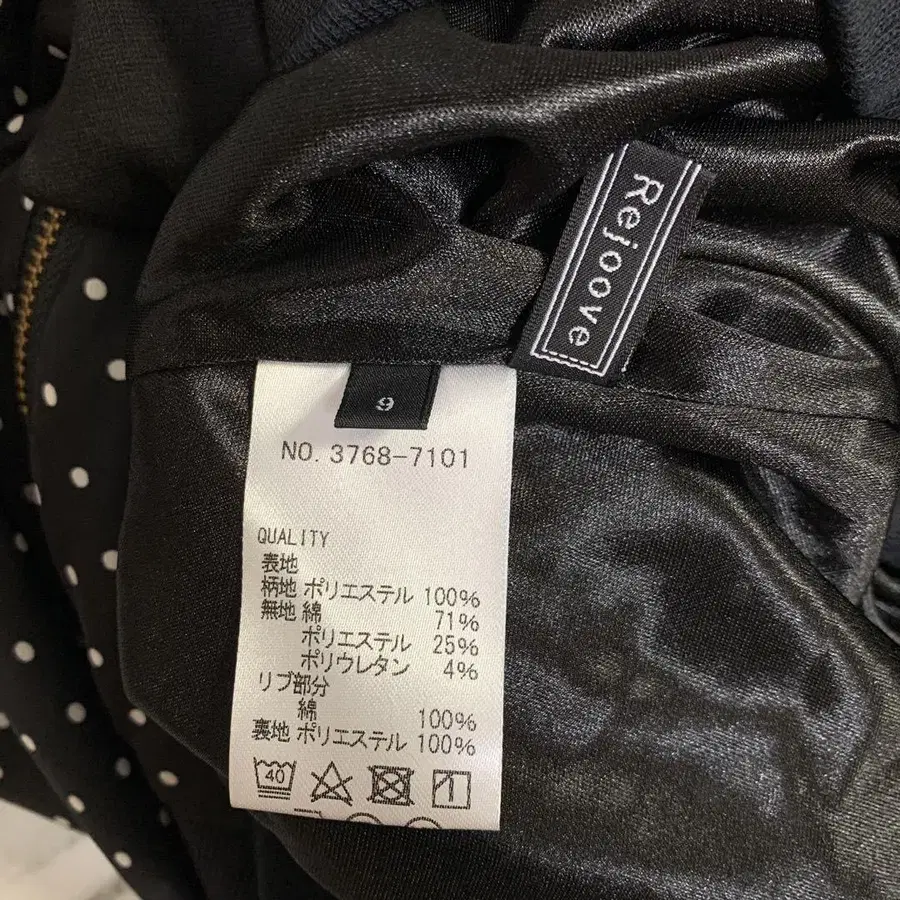 Rejoove
9
NO. 3768-7101
QUALITY
表地
柄地 ポリエステル 100%
無地 綿 71%
ポリエステル 25%
ポリウレタン 4%
リブ部分
綿 100%
裏地 ポリエステル 100%
40